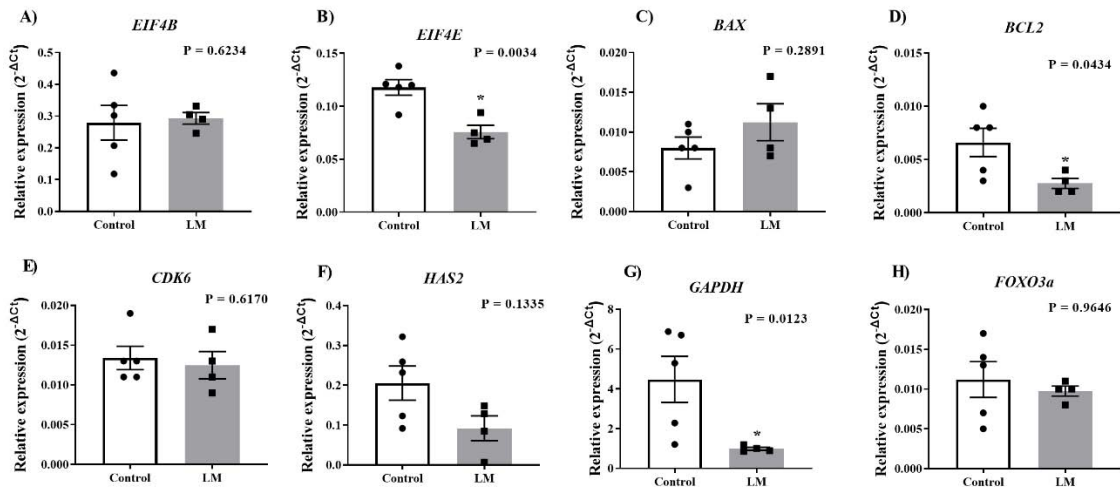 A)
EIF4B
P = 0.6234
Relative expression (2-ΔCt)
0.5
0.4
0.3
0.2
0.1
0.0
Control
LM
B)
EIF4E
P = 0.0034
Relative expression (2-ΔCt)
0.15
0.10
0.05
0.00
*
Control
LM
C)
BAX
P = 0.2891
Relative expression (2-ΔCt)
0.020
0.015
0.010
0.005
0.000
Control
LM
D)
BCL2
P = 0.0434
Relative expression (2-ΔCt)
0.015
0.010
0.005
0.000
*
Control
LM
E)
CDK6
P = 0.6170
Relative expression (2-ΔCt)
0.020
0.015
0.010
0.005
0.000
Control
LM
F)
HAS2
P = 0.1335
Relative expression (2-ΔCt)
0.4
0.3
0.2
0.1
0.0
Control
LM
G)
GAPDH
P = 0.0123
Relative expression (2-ΔCt)
8
6
4
2
0
*
Control
LM
H)
FOXO3a
P = 0.9646
Relative expression (2-ΔCt)
0.020
0.015
0.010
0.005
0.000
Control
LM